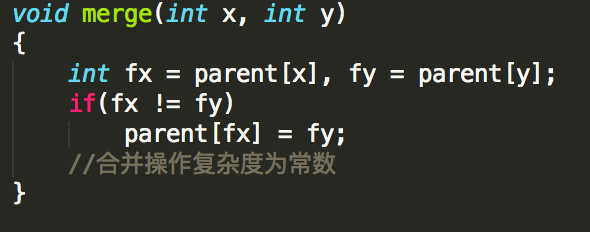 void merge(int x, int y)
{
    int fx = parent[x], fy = parent[y];
    if(fx != fy)
        parent[fx] = fy;
    //合并操作复杂度为常数
}